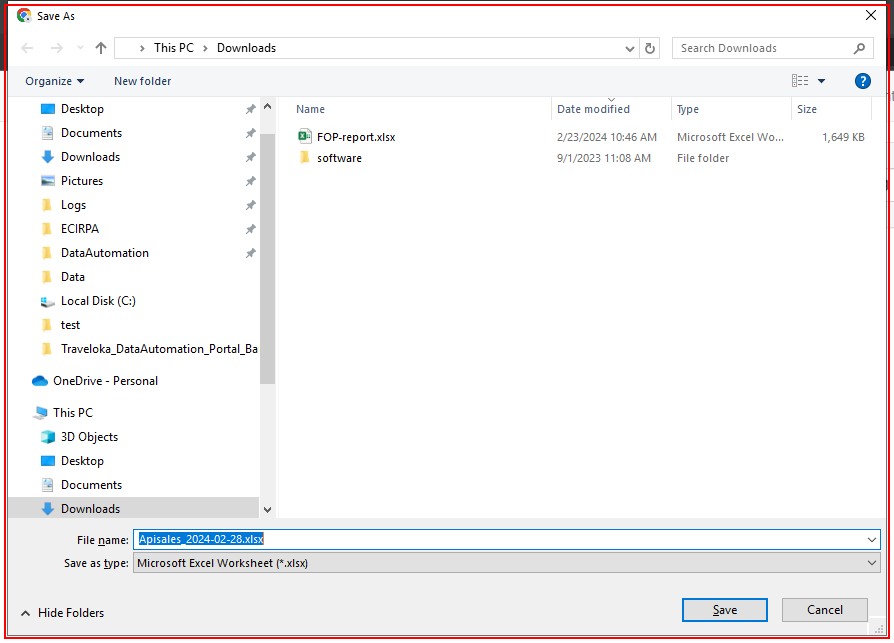 Save As
This PC > Downloads
Search Downloads
Organize
New folder
?
Desktop
Documents
Downloads
Pictures
Logs
ECIRPA
DataAutomation
Data
Local Disk (C:)
test
Traveloka_DataAutomation_Portal_Ba
OneDrive - Personal
This PC
3D Objects
Desktop
Documents
Downloads
Name Date modified Type Size
FOP-report.xlsx 2/23/2024 10:46 AM Microsoft Excel Wo... 1,649 KB
software 9/1/2023 11:08 AM File folder
File name: Apisales_2024-02-28.xlsx
Save as type: Microsoft Excel Worksheet (*.xlsx)
Hide Folders
Save
Cancel